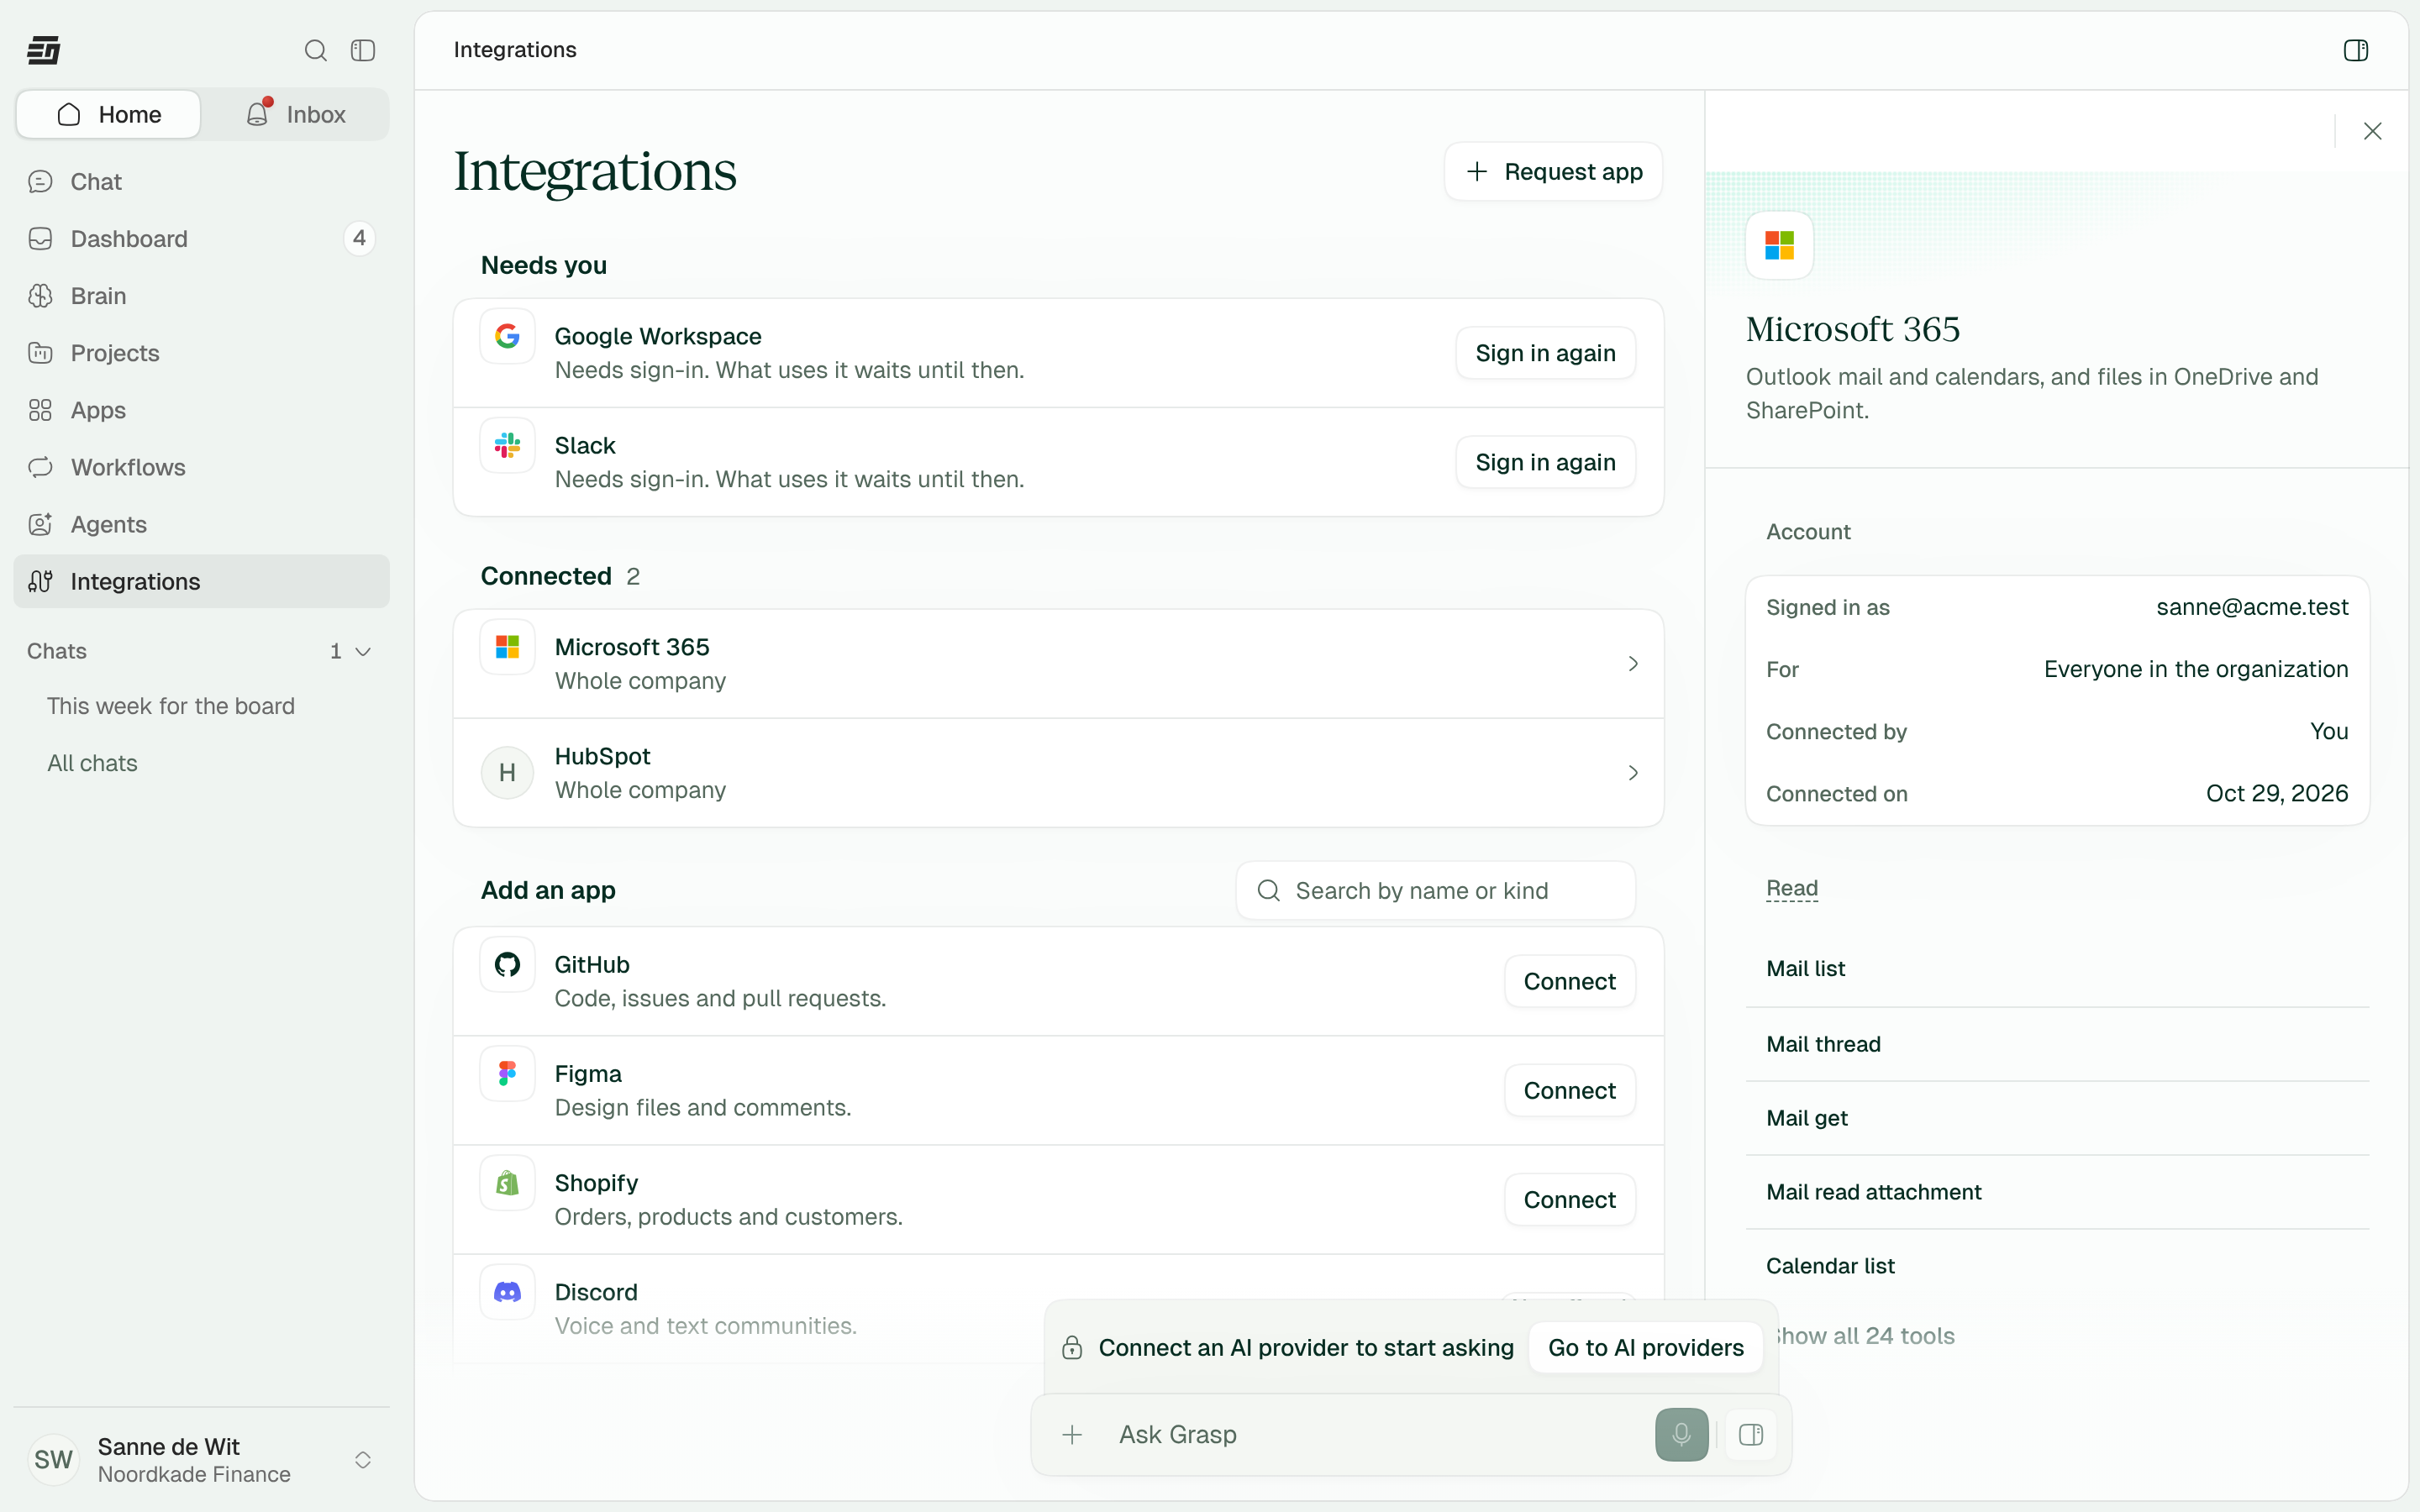 Home
Inbox
Chat
Dashboard
4
Brain
Projects
Apps
Workflows
Agents
Integrations
Chats
1
This week for the board
All chats
SW
Sanne de Wit
Noordkade Finance
Integrations
Integrations
Request app
Needs you
Google Workspace
Needs sign-in. What uses it waits until then.
Sign in again
Slack
Needs sign-in. What uses it waits until then.
Sign in again
Connected 2
Microsoft 365
Whole company
H
HubSpot
Whole company
Add an app
Search by name or kind
GitHub
Code, issues and pull requests.
Connect
Figma
Design files and comments.
Connect
Shopify
Orders, products and customers.
Connect
Discord
Voice and text communities.
Connect an AI provider to start asking
Go to AI providers
Ask Grasp
Microsoft 365
Outlook mail and calendars, and files in OneDrive and
SharePoint.
Account
Signed in as
sanne@acme.test
For
Everyone in the organization
Connected by
You
Connected on
Oct 29, 2026
Read
Mail list
Mail thread
Mail get
Mail read attachment
Calendar list
Show all 24 tools